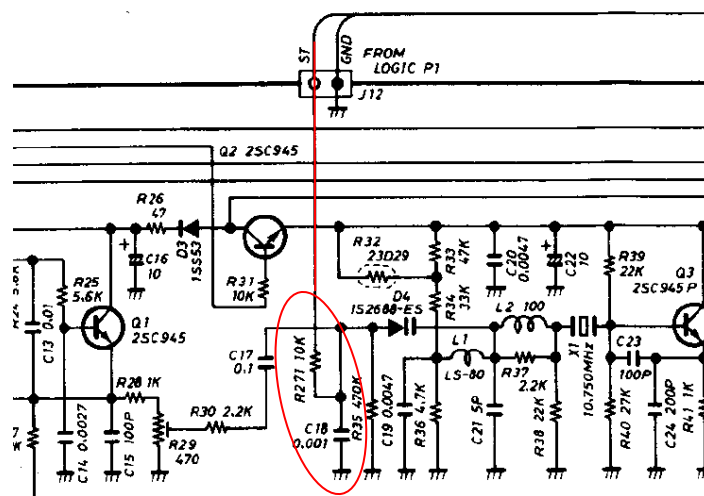 ST
GND
FROM
LOGIC P1
J12
Q2 2SC945
R26
47
D3
1SS53
C16
10
R31
10K
R32
23D29
R33
47K
C20
0.0047
C22
10
R39
22K
Q3
2SC945P
R25
5.6K
C13
0.01
Q1
2SC945
R34
33K
D4
1S2688-ES
L2 100
L1
LS-80
X1
10.750MHz
C23
100P
C17
0.1
R271 10K
R28 1K
R30 2.2K
R29
470
C14 0.0027
C15 100P
C18
0.001
R35 470K
C19 0.0047
R36 4.7K
C21 5P
R37
2.2K
R38 22K
R40 27K
C24 200P
R41 1K